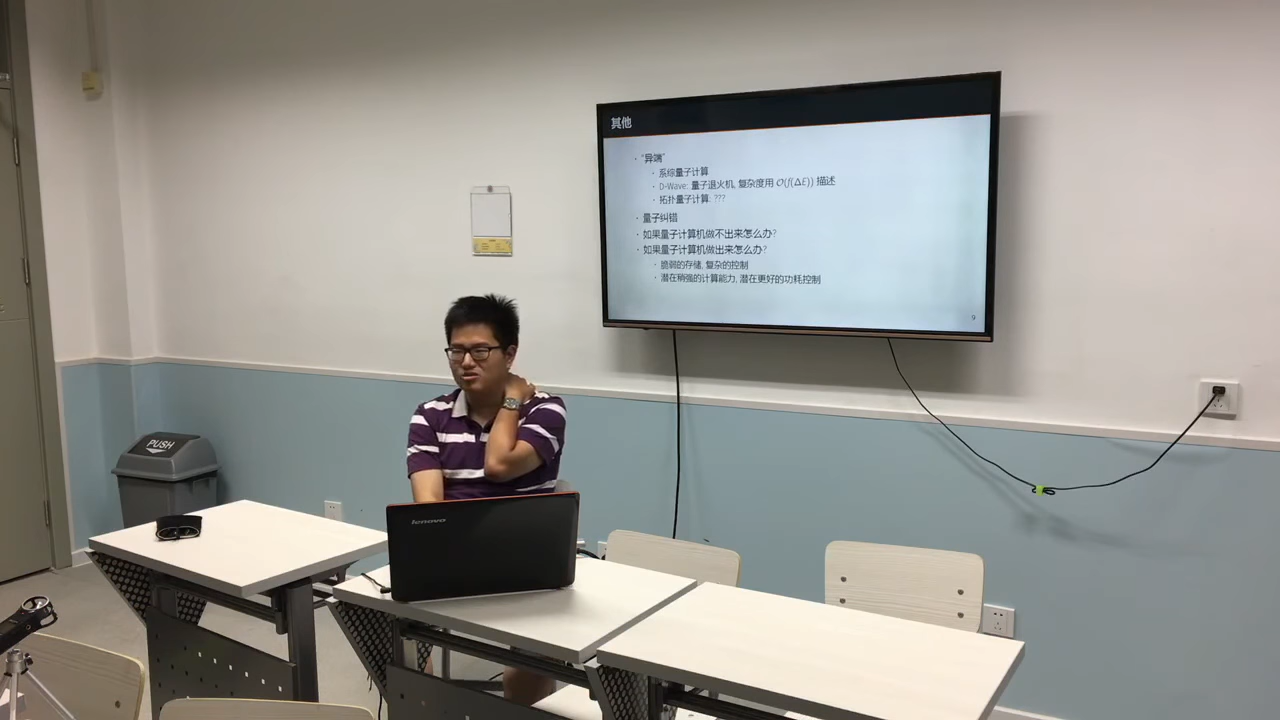 其他
• “异端”
• 系综量子计算
• D-Wave: 量子退火机, 复杂度用 O(f(ΔE)) 描述
• 拓扑量子计算: ???
• 量子纠错
• 如果量子计算机做不出来怎么办?
• 如果量子计算机做出来怎么办?
• 脆弱的存储, 复杂的控制
• 潜在稍强的计算能力, 潜在更好的功耗控制
9
PUSH
lenovo